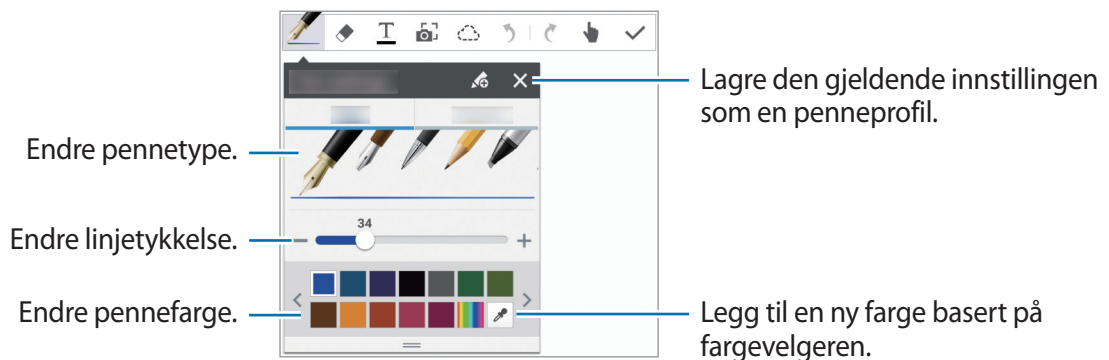 T
Lagre den gjeldende innstillingen
som en penneprofil.
Endre pennetype.
34
Endre linjetykkelse.
Endre pennefarge.
Legg til en ny farge basert på
fargevelgeren.